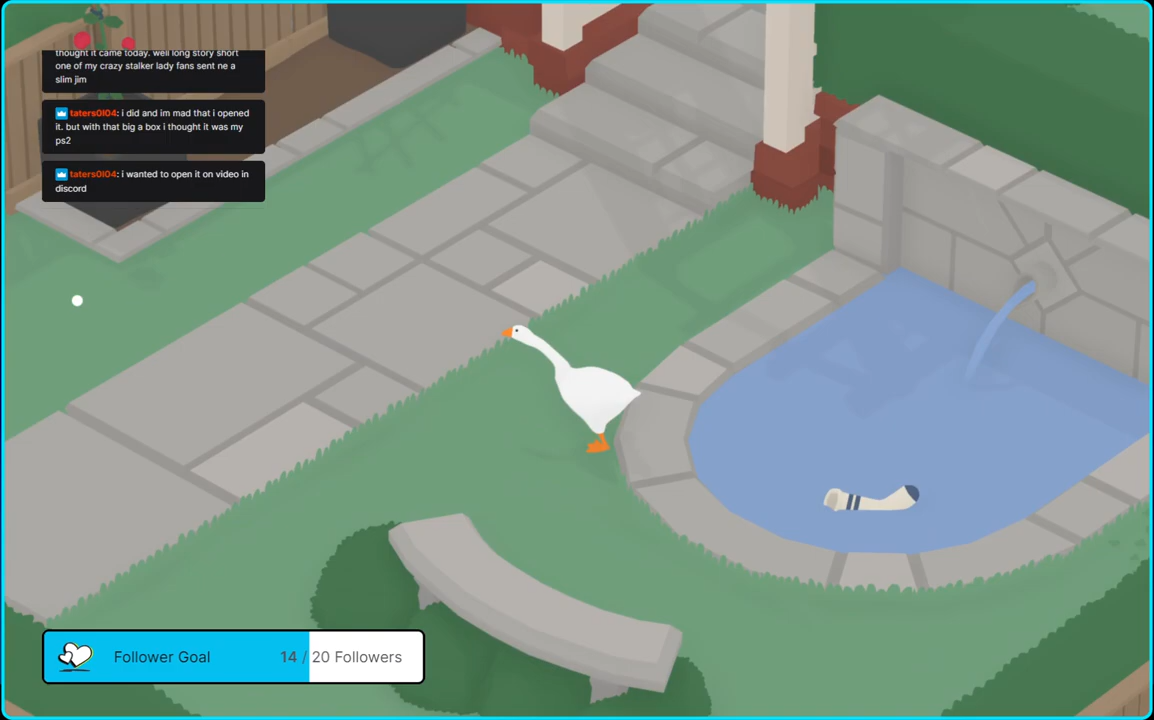 thought it came today. well long story short
one of my crazy stalker lady fans sent ne a
slim jim
taters0l04: i did and im mad that i opened
it. but with that big a box i thought it was my
ps2
taters0l04: i wanted to open it on video in
discord
Follower Goal 14 / 20 Followers